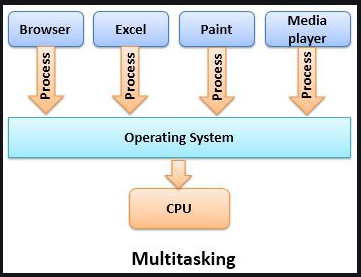 Browser
Excel
Paint
Media
player
Process
Process
Process
Process
Operating System
CPU
Multitasking